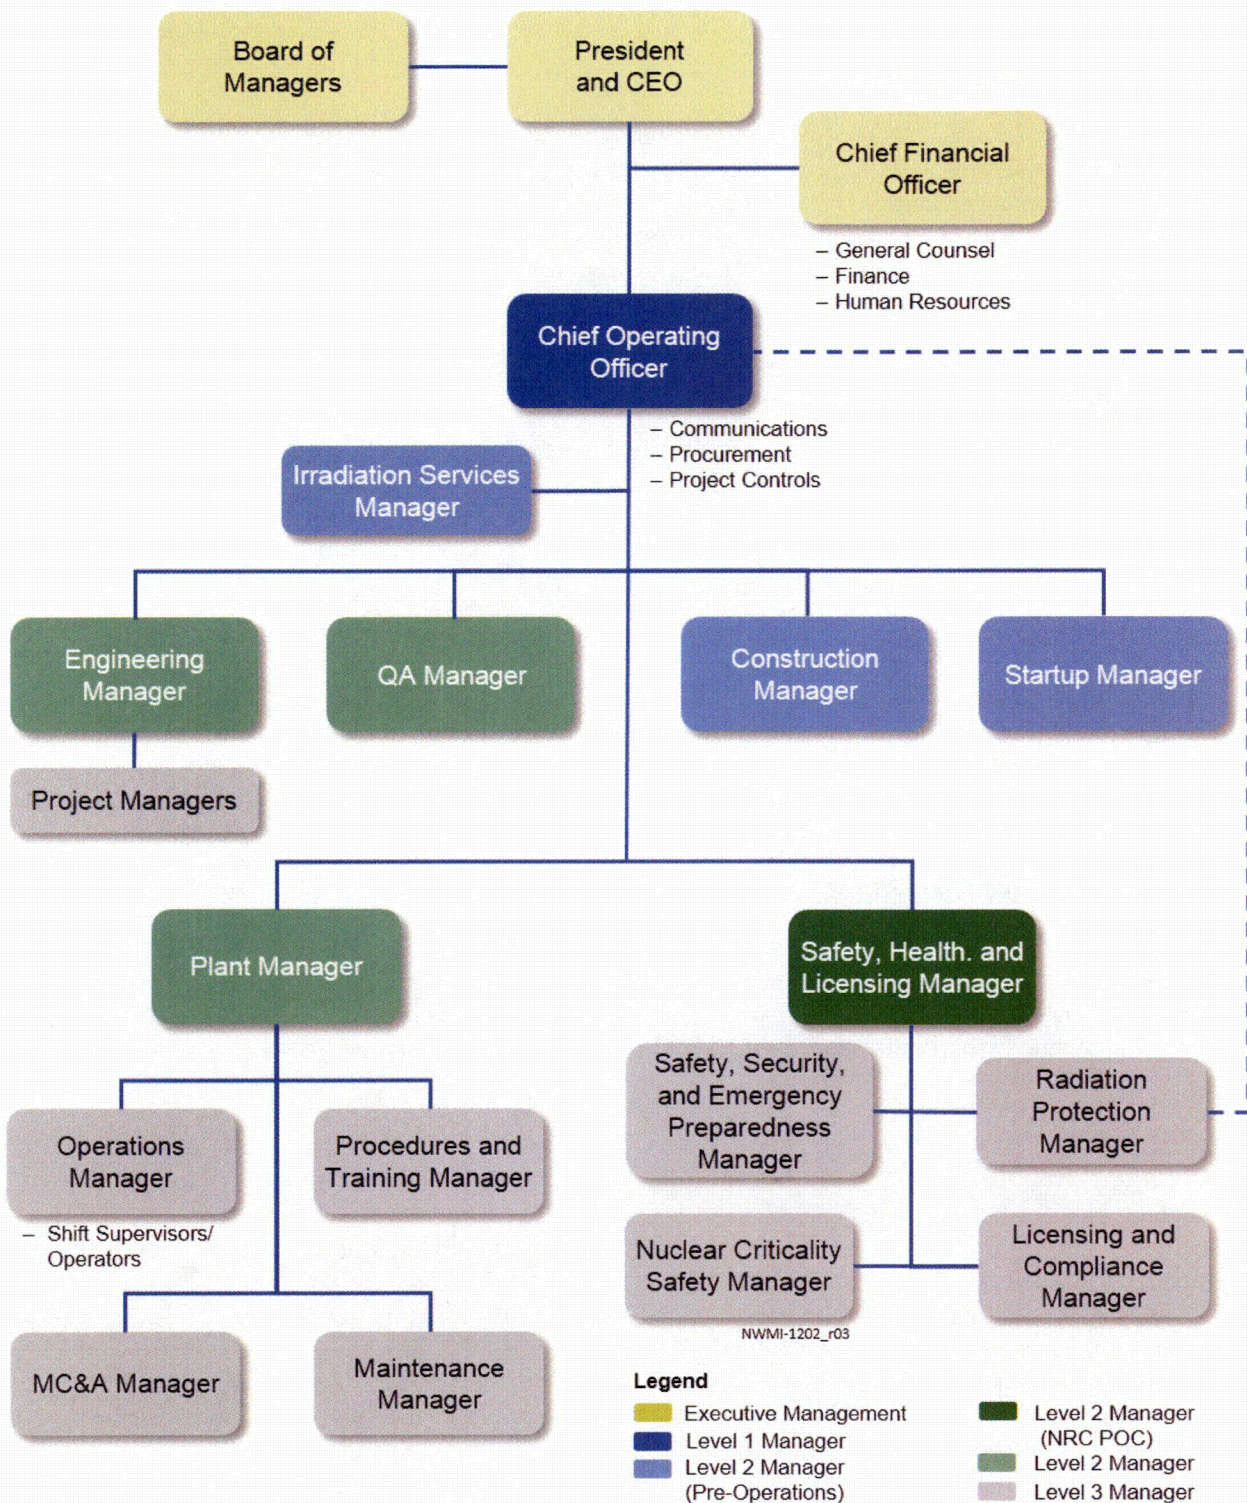 Board of
Managers
President
and CEO
Chief Financial
Officer
– General Counsel
– Finance
– Human Resources
Chief Operating
Officer
– Communications
– Procurement
– Project Controls
Irradiation Services
Manager
Engineering
Manager
QA Manager
Construction
Manager
Startup Manager
Project Managers
Plant Manager
Safety, Health. and
Licensing Manager
Safety, Security,
and Emergency
Preparedness
Manager
Radiation
Protection
Manager
Operations
Manager
– Shift Supervisors/
Operators
Procedures and
Training Manager
Nuclear Criticality
Safety Manager
Licensing and
Compliance
Manager
NWMI-1202_r03
MC&A Manager
Maintenance
Manager
Legend
Executive Management
Level 1 Manager
Level 2 Manager
(Pre-Operations)
Level 2 Manager
(NRC POC)
Level 2 Manager
Level 3 Manager